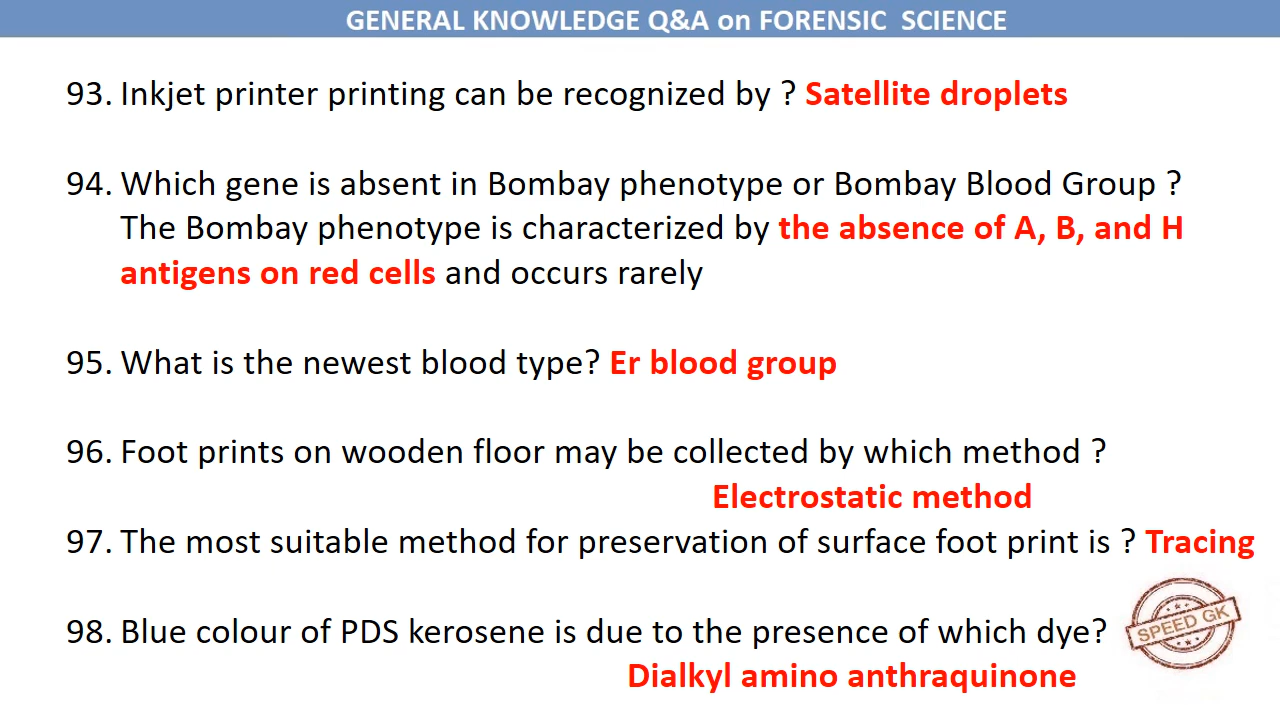 GENERAL KNOWLEDGE Q&A on FORENSIC SCIENCE
93. Inkjet printer printing can be recognized by ? Satellite droplets
94. Which gene is absent in Bombay phenotype or Bombay Blood Group ?
The Bombay phenotype is characterized by the absence of A, B, and H
antigens on red cells and occurs rarely
95. What is the newest blood type? Er blood group
96. Foot prints on wooden floor may be collected by which method ?
Electrostatic method
97. The most suitable method for preservation of surface foot print is ? Tracing
98. Blue colour of PDS kerosene is due to the presence of which dye?
SPEED GK
Dialkyl amino anthraquinone